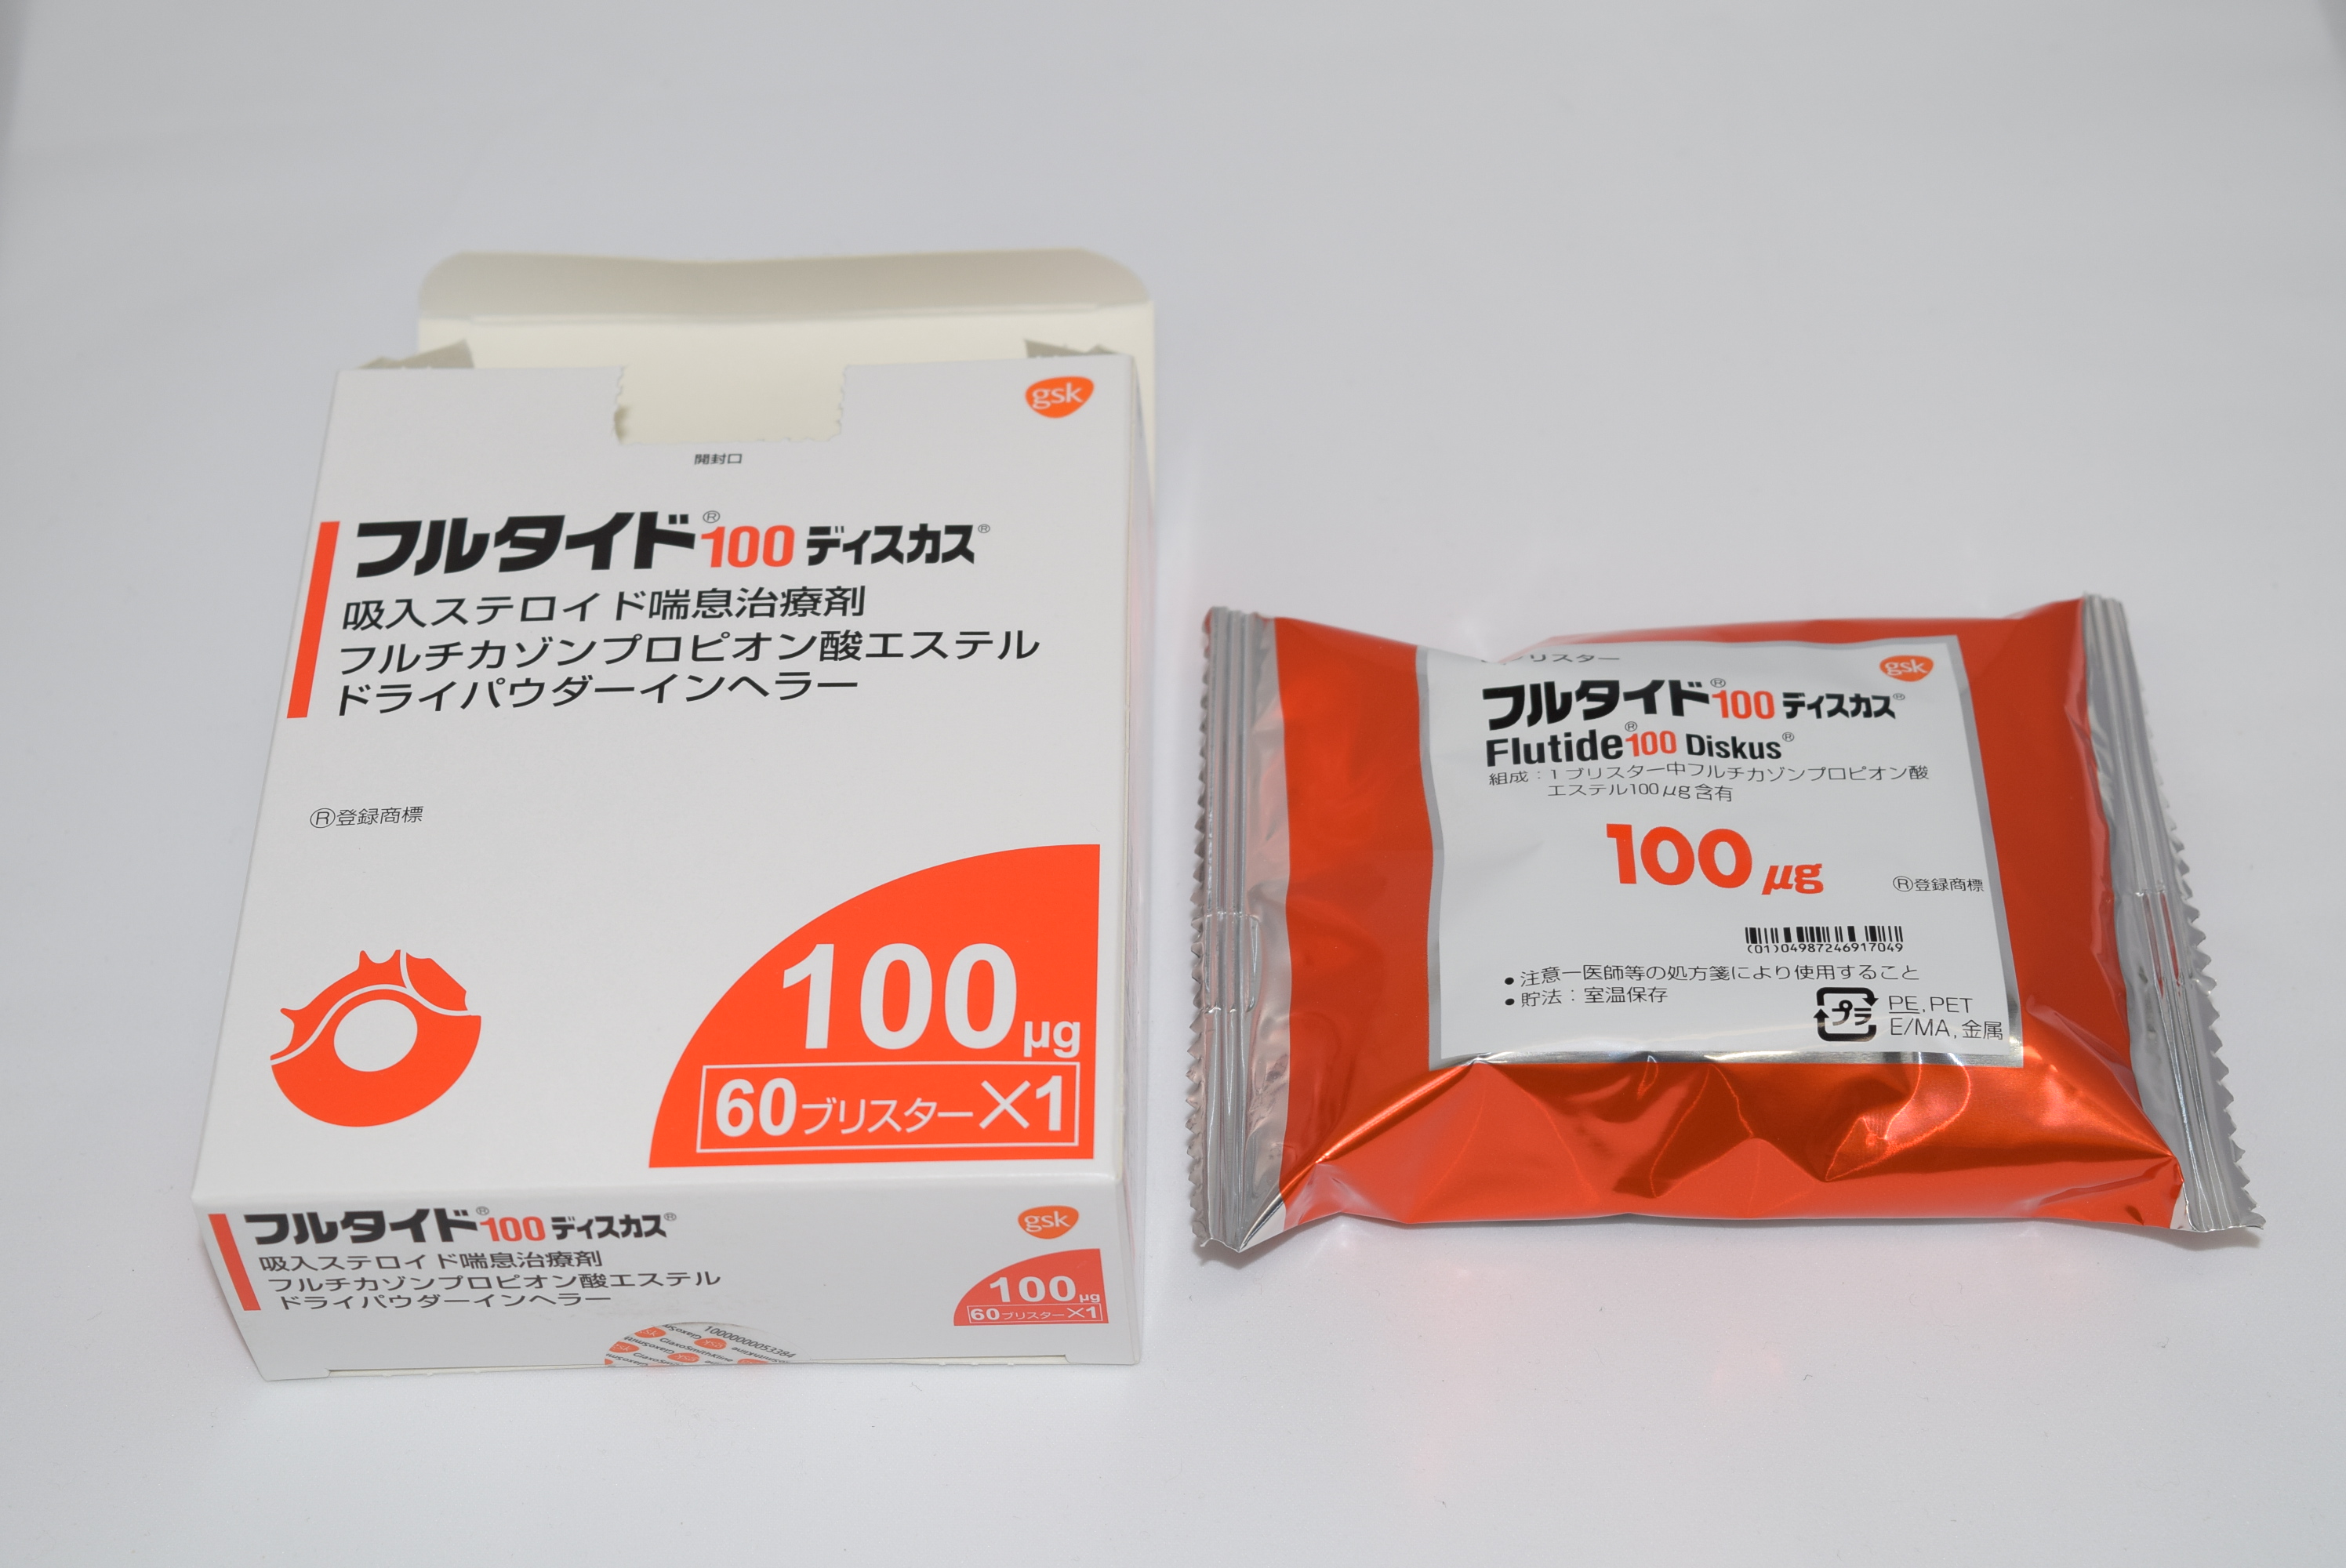 gsk
開封口
フルタイド®100ディスカス®
吸入ステロイド喘息治療剤
フルチカゾンプロピオン酸エステル
ドライパウダーインヘラー
®登録商標
100μg
60ブリスター×1
フルタイド®100ディスカス®
gsk
吸入ステロイド喘息治療剤
フルチカゾンプロピオン酸エステル
ドライパウダーインヘラー
100μg
60ブリスター×1
100000005384
リスター
gsk
フルタイド®100ディスカス®
Flutide®100 Diskus®
組成:1ブリスター中フルチカゾンプロピオン酸
エステル100μg含有
100μg
®登録商標
(01)04987246917049
●注意ー医師等の処方箋により使用すること
●貯法:室温保存
プラ
PE,PET
E/MA,金属